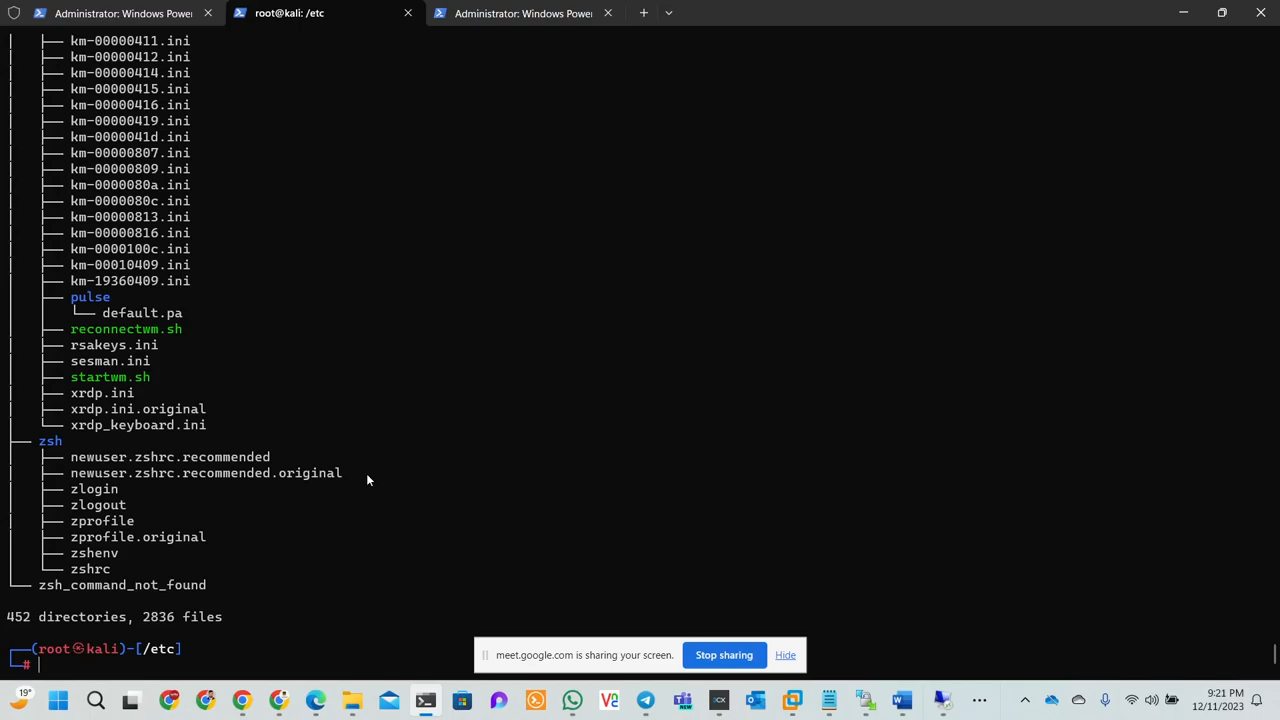 Administrator: Windows Power
root@kali: /etc
Administrator: Windows Power
│   ├── km-00000411.ini
│   ├── km-00000412.ini
│   ├── km-00000414.ini
│   ├── km-00000415.ini
│   ├── km-00000416.ini
│   ├── km-00000419.ini
│   ├── km-0000041d.ini
│   ├── km-00000807.ini
│   ├── km-00000809.ini
│   ├── km-0000080a.ini
│   ├── km-0000080c.ini
│   ├── km-00000813.ini
│   ├── km-00000816.ini
│   ├── km-0000100c.ini
│   ├── km-00010409.ini
│   ├── km-19360409.ini
│   ├── pulse
│   │   └── default.pa
│   ├── reconnectwm.sh
│   ├── rsakeys.ini
│   ├── sesman.ini
│   ├── startwm.sh
│   ├── xrdp.ini
│   ├── xrdp.ini.original
│   └── xrdp_keyboard.ini
├── zsh
│   ├── newuser.zshrc.recommended
│   ├── newuser.zshrc.recommended.original
│   ├── zlogin
│   ├── zlogout
│   ├── zprofile
│   ├── zprofile.original
│   ├── zshenv
│   └── zshrc
└── zsh_command_not_found
452 directories, 2836 files
┌──(root㉿kali)-[/etc]
└─#
meet.google.com is sharing your screen. Stop sharing Hide
19°
NEW
9:21 PM
12/11/2023